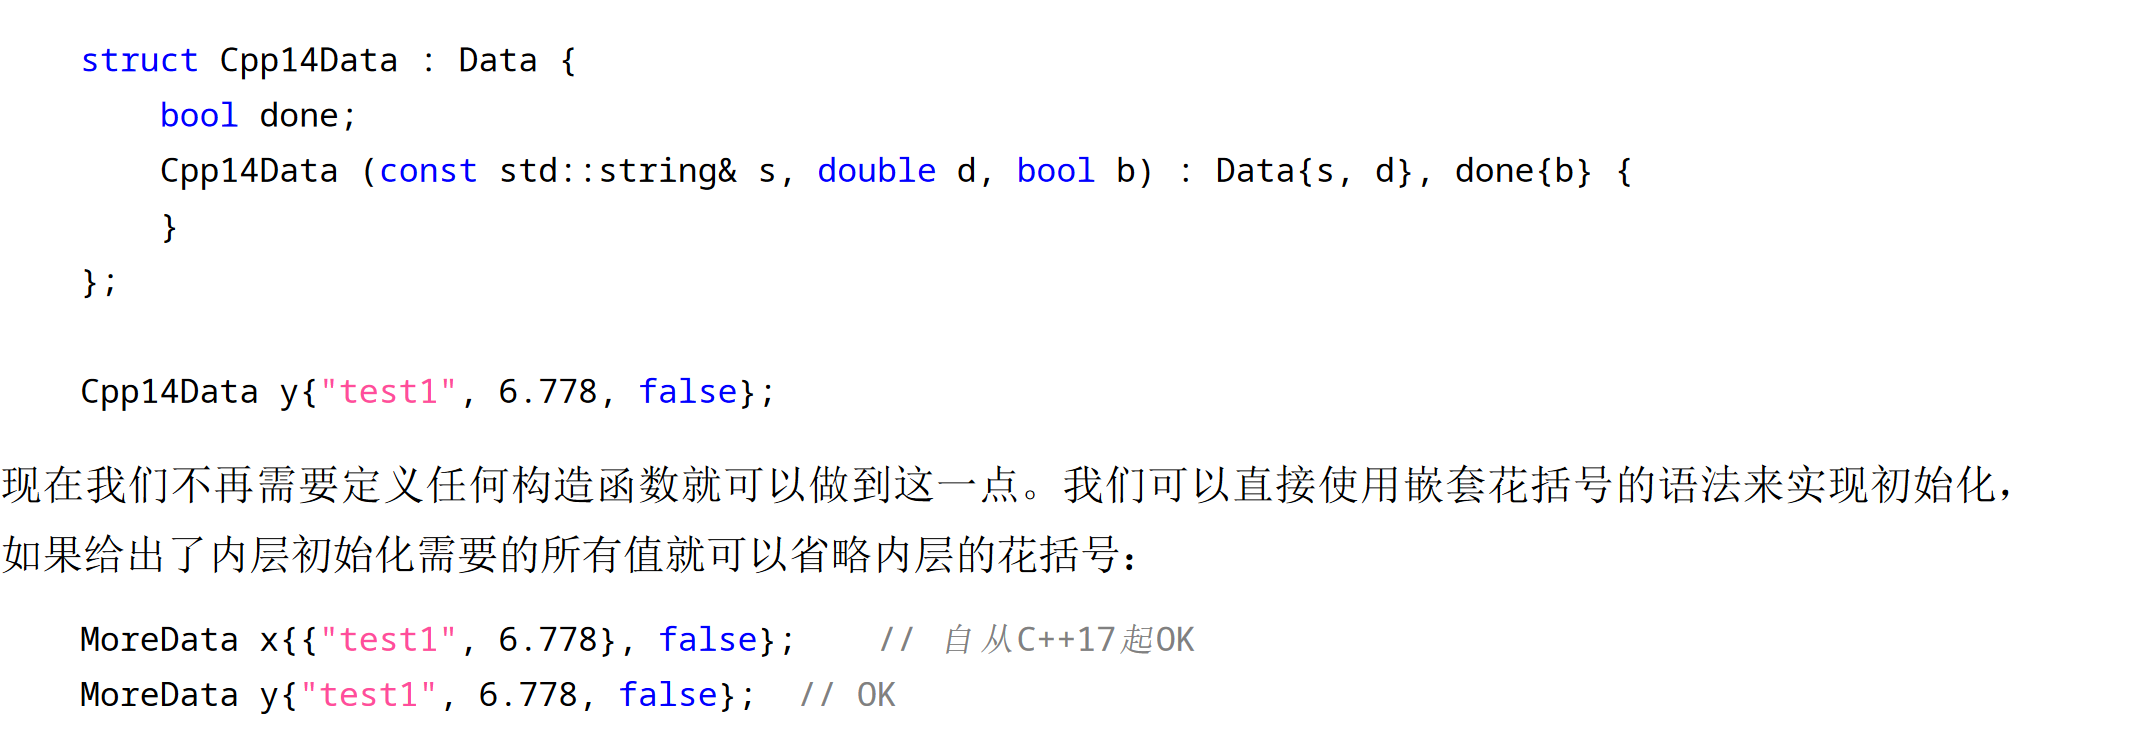 struct Cpp14Data : Data {
    bool done;
    Cpp14Data (const std::string& s, double d, bool b) : Data{s, d}, done{b} {
    }
};

Cpp14Data y{"test1", 6.778, false};
现在我们不再需要定义任何构造函数就可以做到这一点。我们可以直接使用嵌套花括号的语法来实现初始化，
如果给出了内层初始化需要的所有值就可以省略内层的花括号：
MoreData x{{"test1", 6.778}, false};    // 自从C++17起OK
MoreData y{"test1", 6.778, false};  // OK